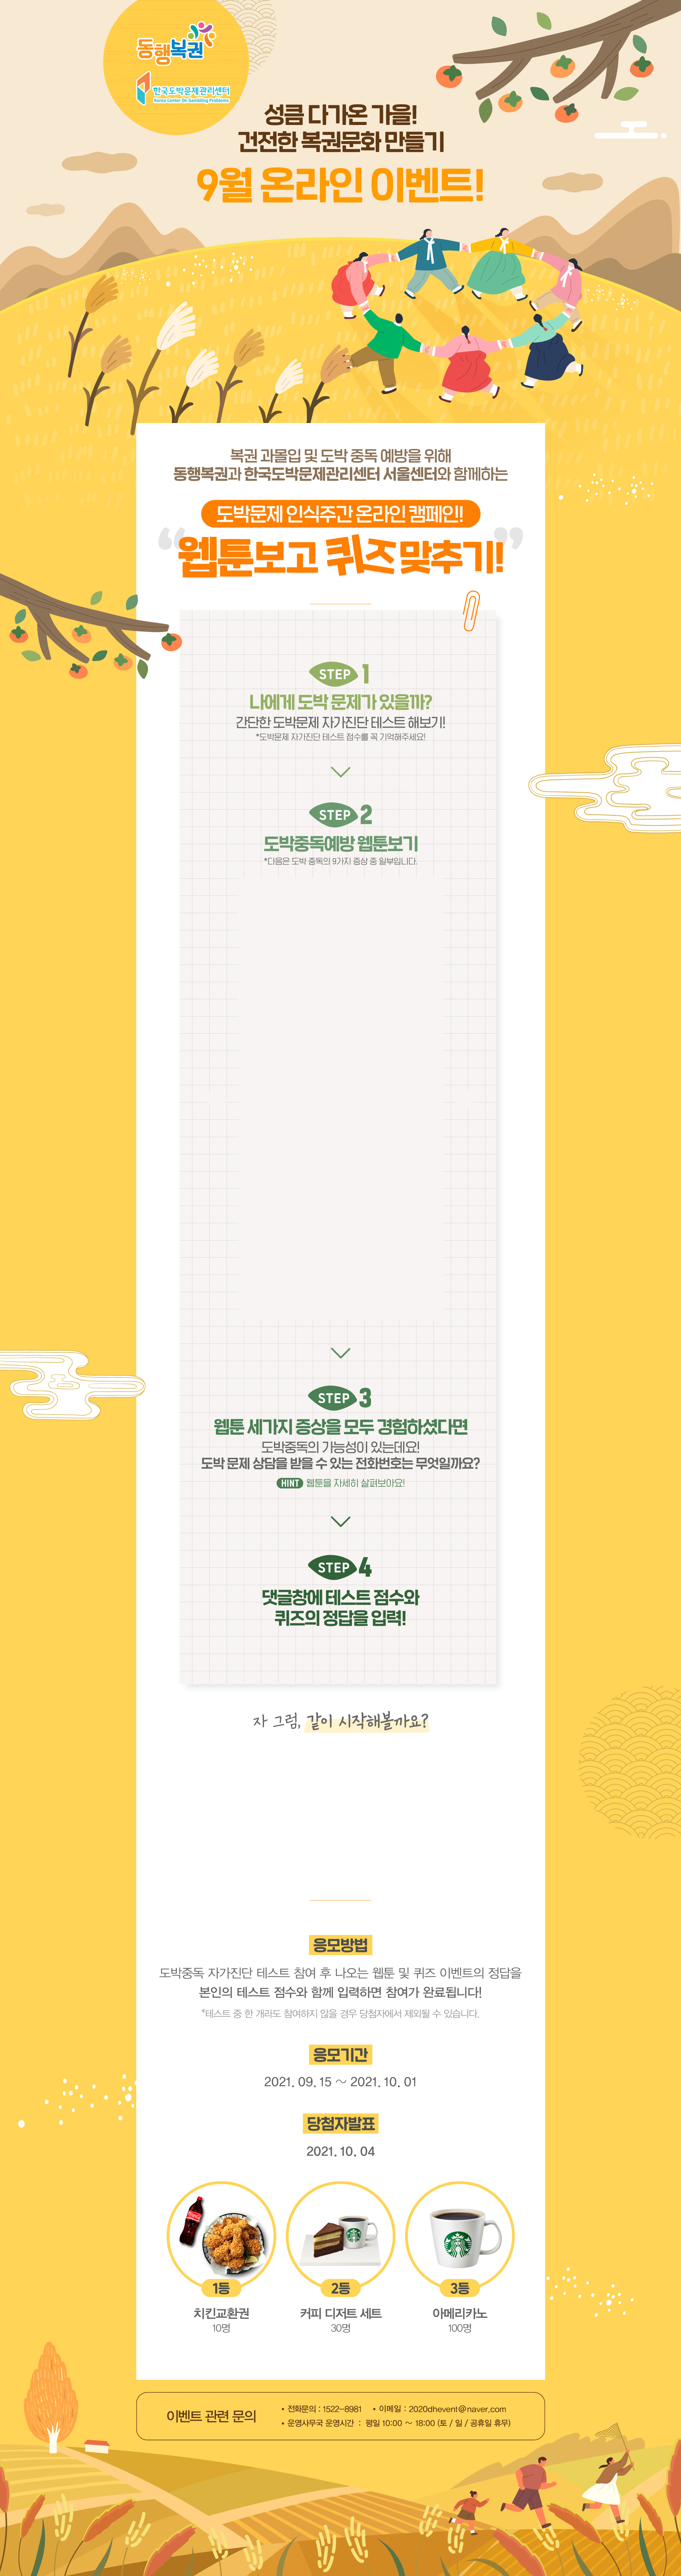 동행복권
한국도박문제관리센터
Korea Center On Gambling Problems
성큼 다가온 가을!
건전한 복권문화 만들기
9월 온라인 이벤트!
복권 과몰입 및 도박 중독 예방을 위해
동행복권과 한국도박문제관리센터 서울센터와 함께하는
도박문제 인식주간 온라인 캠페인!
“웹툰보고 퀴즈 맞추기!”
STEP 1
나에게 도박 문제가 있을까?
간단한 도박문제 자가진단 테스트 해보기!
*도박문제 자가진단 테스트 점수를 꼭 기억해주세요!
STEP 2
도박중독예방 웹툰보기
*다음은 도박 중독의 9가지 증상 중 일부입니다.
STEP 3
웹툰 세가지 증상을 모두 경험하셨다면
도박중독의 가능성이 있는데요!
도박 문제 상담을 받을 수 있는 전화번호는 무엇일까요?
HINT 웹툰을 자세히 살펴보아요!
STEP 4
댓글창에 테스트 점수와
퀴즈의 정답을 입력!
자 그럼, 같이 시작해볼까요?
응모방법
도박중독 자가진단 테스트 참여 후 나오는 웹툰 및 퀴즈 이벤트의 정답을
본인의 테스트 점수와 함께 입력하면 참여가 완료됩니다!
*테스트 중 한 개라도 참여하지 않을 경우 당첨자에서 제외될 수 있습니다.
응모기간
2021. 09. 15 ~ 2021. 10. 01
당첨자발표
2021. 10. 04
1등 2등 3등
치킨교환권 커피 디저트 세트 아메리카노
10명 30명 100명
이벤트 관련 문의
• 전화문의 : 1522-8981 • 이메일 : 2020dhevent@naver.com
• 운영사무국 운영시간 : 평일 10:00 ~ 18:00 (토 / 일 / 공휴일 휴무)